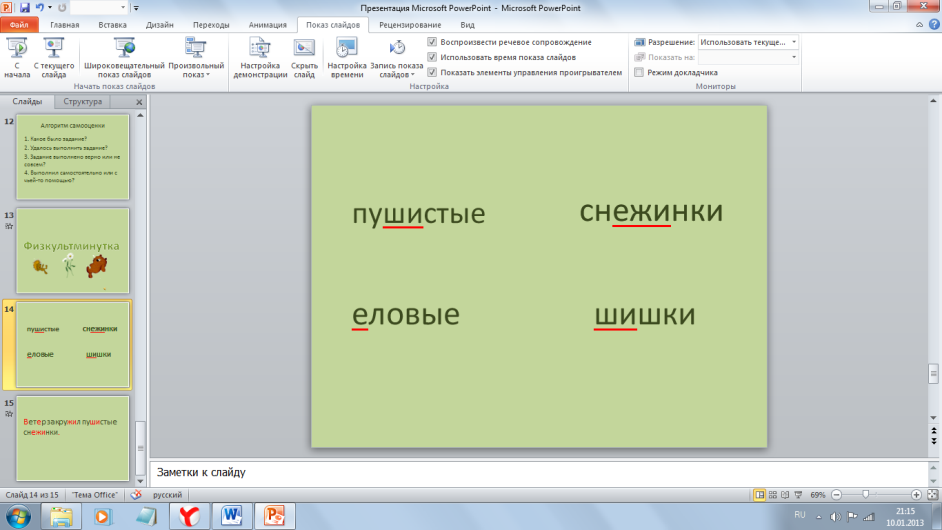 Презентация Microsoft PowerPoint - Microsoft PowerPoint
Файл Главная Вставка Дизайн Переходы Анимация Показ слайдов Рецензирование Вид
С начала
С текущего слайда
Широковещательный показ слайдов
Произвольный показ
Начать показ слайдов
Настройка демонстрации
Скрыть слайд
Настройка времени
Запись показа слайдов
Воспроизвести речевое сопровождение
Использовать время показа слайдов
Показать элементы управления проигрывателем
Настройка
Разрешение: Использовать текуще...
Показать на:
Режим докладчика
Мониторы
Слайды Структура
12
Алгоритм самооценки
1. Какое было задание?
2. Удалось выполнить задание?
3. Задание выполнено верно или не
совсем?
4. Выполнил самостоятельно или с
чьей-то помощью?
13
Физкультминутка
14
пушистые снежинки
еловые шишки
15
Ветер закружил пушистые
снежинки.
пушистые снежинки
еловые шишки
Заметки к слайду
Слайд 14 из 15 "Тема Office" русский 69%
RU 21:15
10.01.2013